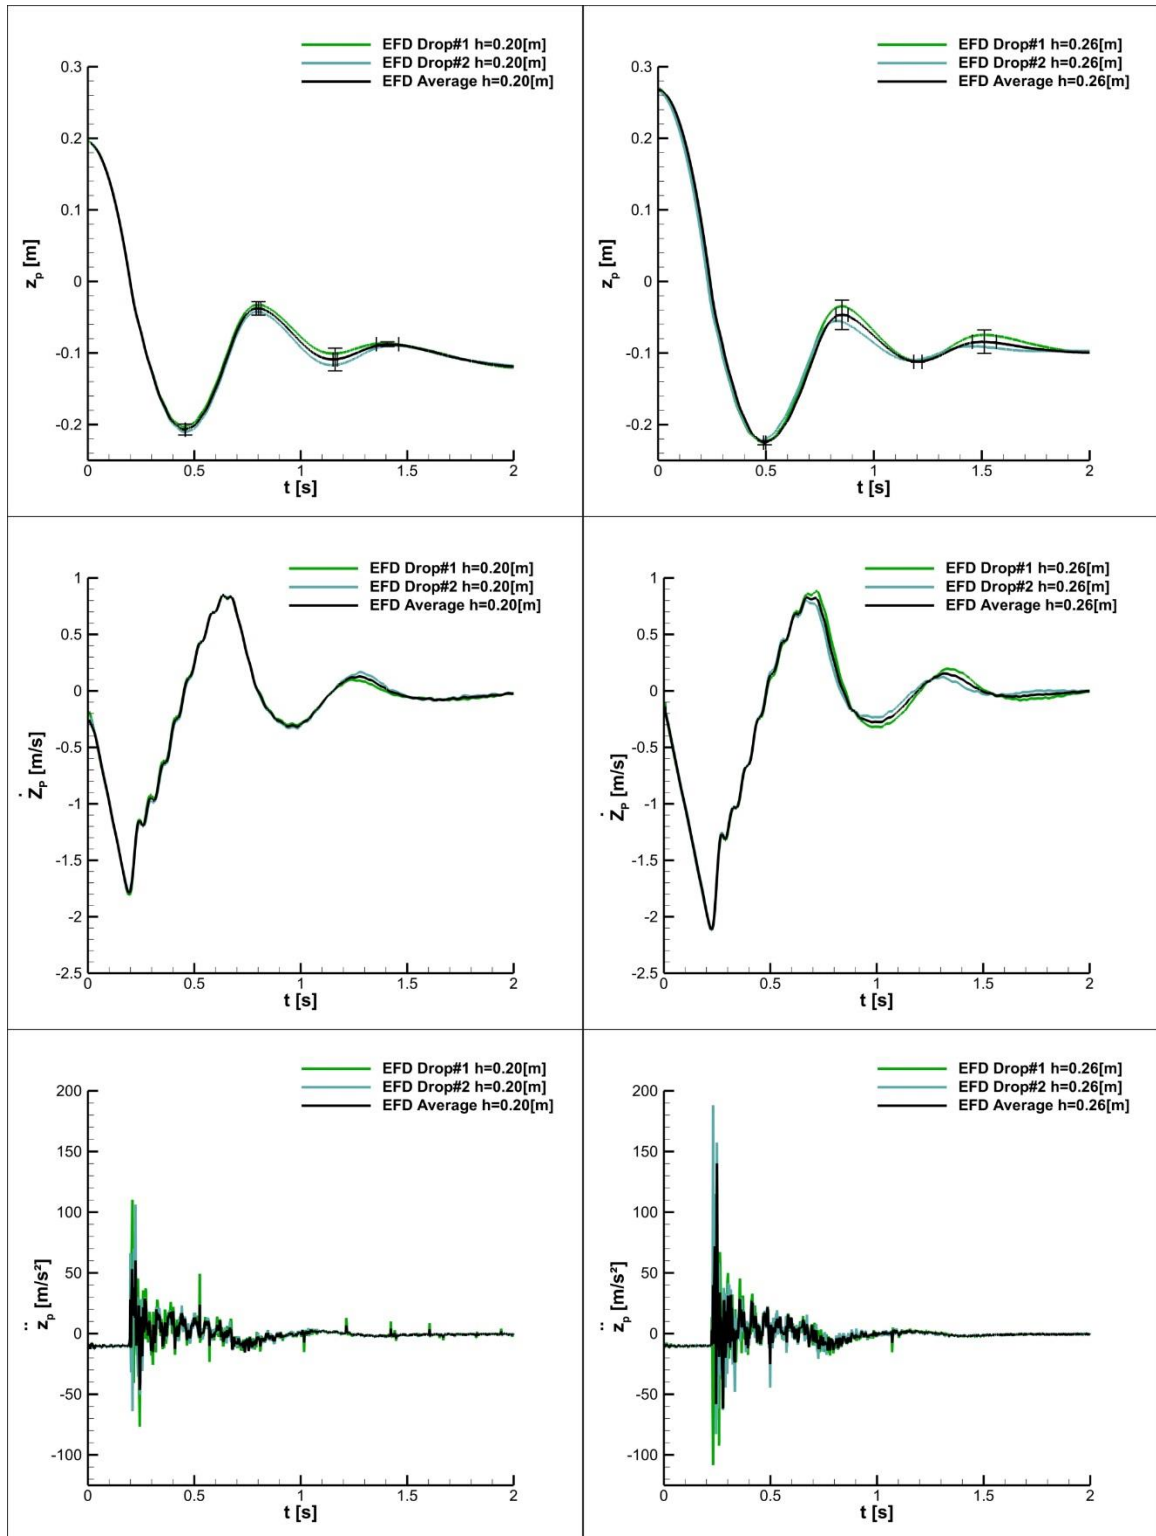 EFD Drop#1 h=0.20[m]
EFD Drop#2 h=0.20[m]
EFD Average h=0.20[m]
0.3
0.2
0.1
0
-0.1
-0.2
z_p [m]
0 0.5 1 1.5 2
t [s]
EFD Drop#1 h=0.26[m]
EFD Drop#2 h=0.26[m]
EFD Average h=0.26[m]
0.3
0.2
0.1
0
-0.1
-0.2
z_p [m]
0 0.5 1 1.5 2
t [s]
EFD Drop#1 h=0.20[m]
EFD Drop#2 h=0.20[m]
EFD Average h=0.20[m]
1
0.5
0
-0.5
-1
-1.5
-2
-2.5
Ż_p [m/s]
0 0.5 1 1.5 2
t [s]
EFD Drop#1 h=0.26[m]
EFD Drop#2 h=0.26[m]
EFD Average h=0.26[m]
1
0.5
0
-0.5
-1
-1.5
-2
-2.5
Ż_p [m/s]
0 0.5 1 1.5 2
t [s]
EFD Drop#1 h=0.20[m]
EFD Drop#2 h=0.20[m]
EFD Average h=0.20[m]
200
150
100
50
0
-50
-100
z̈_p [m/s²]
0 0.5 1 1.5 2
t [s]
EFD Drop#1 h=0.26[m]
EFD Drop#2 h=0.26[m]
EFD Average h=0.26[m]
200
150
100
50
0
-50
-100
z̈_p [m/s²]
0 0.5 1 1.5 2
t [s]